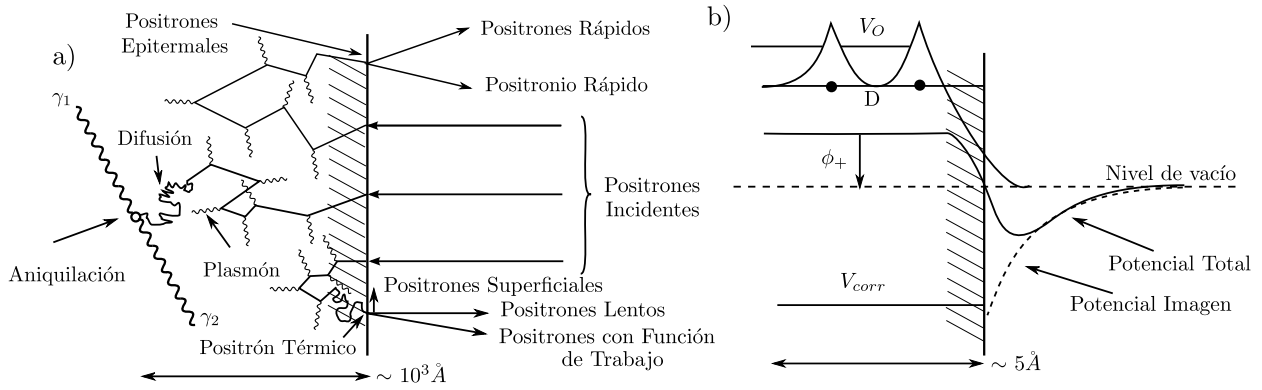 a)
Positrones
Epitermales
Positrones Rápidos
Positronio Rápido
γ1
Difusión
Positrones
Incidentes
Aniquilación
Plasmón
Positrones Superficiales
Positrones Lentos
γ2
Positrón Térmico
Positrones con Función
de Trabajo
∼ 10³Å
b)
V_O
D
ϕ+
Nivel de vacío
Potencial Total
V_corr
Potencial Imagen
∼ 5Å